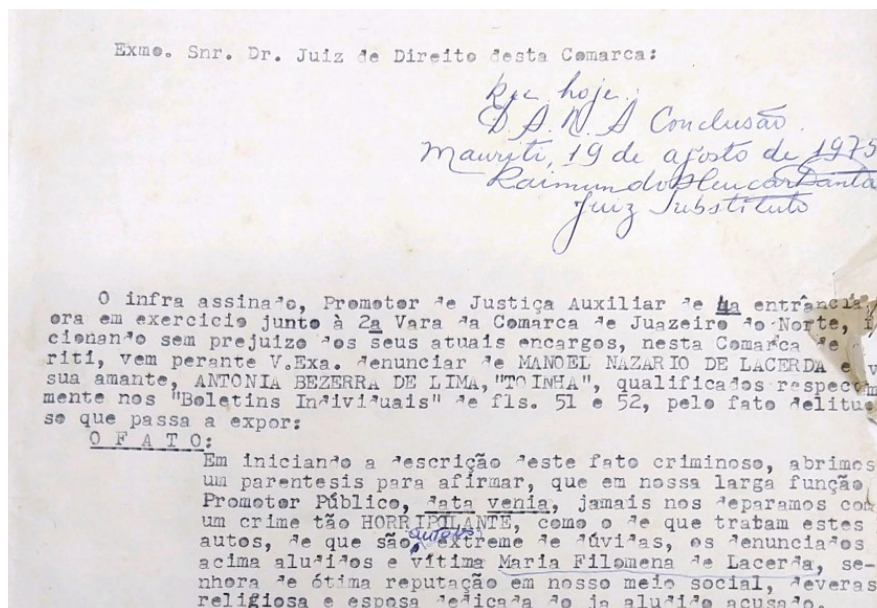 Exmo. Snr. Dr. Juiz de Direito desta Comarca:
Rec. hoje.
D. A. N. A Conclusão.
Mauriti, 19 de agosto de 1975
Raimundo Dantas
Juiz Substituto
O infra assinado, Promotor de Justiça Auxiliar de 4a entrância,
ora em exercicio junto à 2a Vara da Comarca de Juazeiro do Norte, f
cionando sem prejuizo dos seus atuais encargos, nesta Comarca de
riti, vem perante V.Exa. denunciar de MANOEL NAZARIO DE LACERDA e
sua amante, ANTONIA BEZERRA DE LIMA,"TOINHA", qualificados
mente nos "Boletins Individuais" de fls. 51 e 52, pelo fato delitu
so que passa a expor:
O F A T O:
Em iniciando a descrição deste fato criminoso, abrimos
um parentesis para afirmar, que em nossa larga função
Promotor Público, data venia, jamais nos deparamos com
um crime tão HORRIPILANTE, como o de que tratam estes
autos, de que são, autores extreme de dúvidas, os denunciados
acima aludidos e vítima Maria Filomena de Lacerda, se-
nhora de ótima reputação em nosso meio social, deveras
religiosa e esposa dedicada do ja aludido acusado.